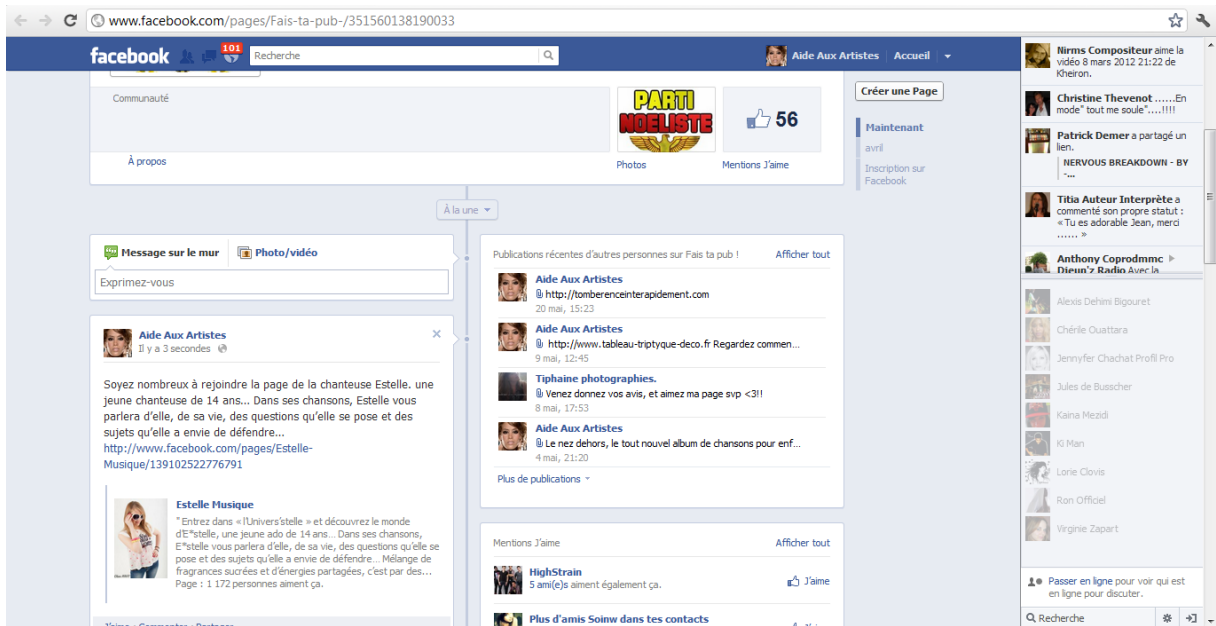 www.facebook.com/pages/Fais-ta-pub-/351560138190033
facebook
101
Recherche
Aide Aux Artistes
Accueil
Communauté
À propos
PARTI
NOELISTE
Photos
56
Mentions J'aime
Créer une Page
Maintenant
avril
Inscription sur
Facebook
À la une
Message sur le mur
Photo/vidéo
Exprimez-vous
Aide Aux Artistes
Il y a 3 secondes
Soyez nombreux à rejoindre la page de la chanteuse Estelle. une
jeune chanteuse de 14 ans... Dans ses chansons, Estelle vous
parlera d'elle, de sa vie, des questions qu'elle se pose et des
sujets qu'elle a envie de défendre...
http://www.facebook.com/pages/Estelle-
Musique/139102522776791
Estelle Musique
"Entrez dans « l'Univers'stelle » et découvrez le monde
d'E*stelle, une jeune ado de 14 ans... Dans ses chansons,
E*stelle vous parlera d'elle, de sa vie, des questions qu'elle se
pose et des sujets qu'elle a envie de défendre... Mélange de
fragrances sucrées et d'énergies partagées, c'est par des...
Page : 1 172 personnes aiment ça.
J'aime · Commenter · Partager
Publications récentes d'autres personnes sur Fais ta pub !
Afficher tout
Aide Aux Artistes
http://tomberenceinterapidement.com
20 mai, 15:23
Aide Aux Artistes
http://www.tableau-triptyque-deco.fr Regardez commen...
9 mai, 12:45
Tiphaine photographies.
Venez donnez vos avis, et aimez ma page svp <3!!
8 mai, 17:53
Aide Aux Artistes
Le nez dehors, le tout nouvel album de chansons pour enf...
4 mai, 21:20
Plus de publications
Mentions J'aime
Afficher tout
HighStrain
5 ami(e)s aiment également ça.
J'aime
Plus d'amis Soinw dans tes contacts
Nirms Compositeur aime la
vidéo 8 mars 2012 21:22 de
Kheiron.
Christine Thevenot ......En
mode" tout me soule"....!!!!
Patrick Demer a partagé un
lien.
NERVOUS BREAKDOWN - BY
-...
Titia Auteur Interprète a
commenté son propre statut :
« Tu es adorable Jean, merci
...... »
Anthony Coprodmmc
Dieun'z Radio Avec la
Alexis Dehimi Bigouret
Chérile Ouattara
Jennyfer Chachat Profil Pro
Jules de Busscher
Kaina Mezidi
Ki Man
Lorie Clovis
Ron Officiel
Virginie Zapart
Passer en ligne pour voir qui est
en ligne pour discuter.
Recherche